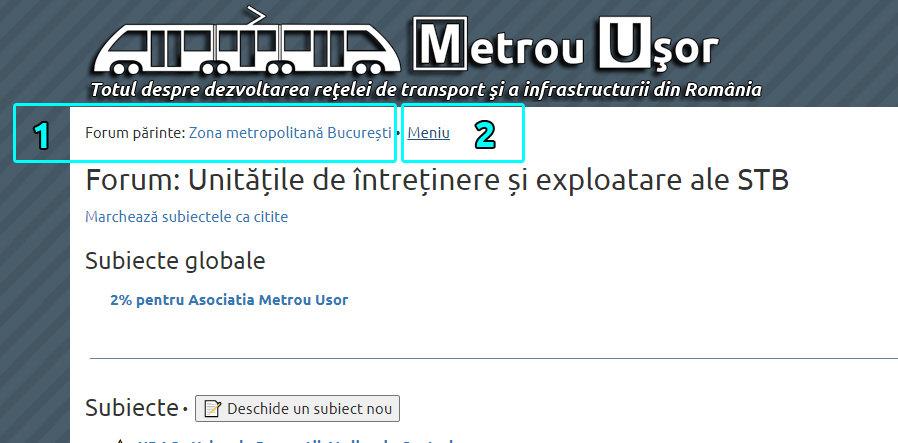 Metrou Uşor
Totul despre dezvoltarea reţelei de transport şi a infrastructurii din România
1 Forum părinte: Zona metropolitană București • Meniu 2
Forum: Unitățile de întreținere și exploatare ale STB
Marchează subiectele ca citite
Subiecte globale
2% pentru Asociatia Metrou Usor
Subiecte • Deschide un subiect nou